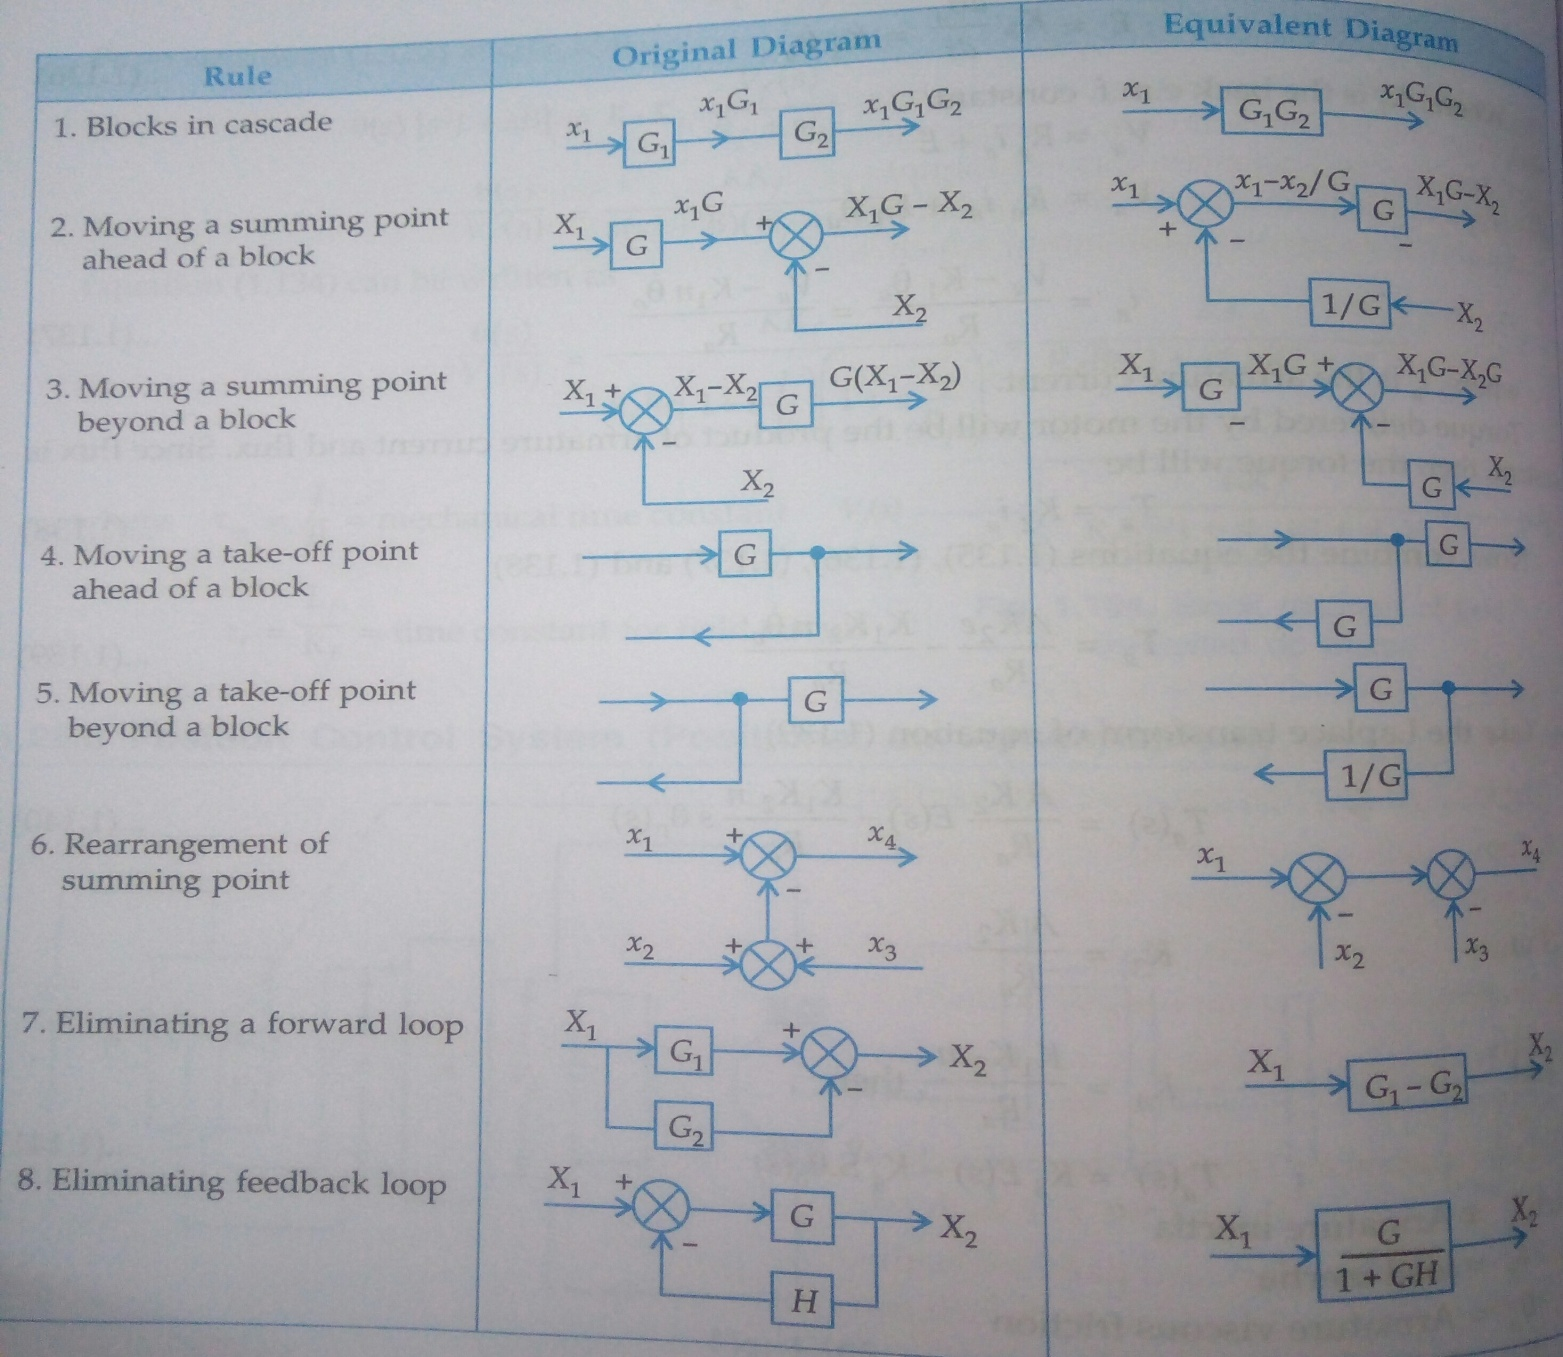 Rule
Original Diagram
Equivalent Diagram
1. Blocks in cascade
x₁
G₁
x₁G₁
G₂
x₁G₁G₂
x₁
G₁G₂
x₁G₁G₂
2. Moving a summing point
ahead of a block
X₁
G
x₁G
+
X₁G – X₂
–
X₂
x₁
+
x₁–x₂/G
G
X₁G–X₂
–
–
1/G
X₂
3. Moving a summing point
beyond a block
X₁ +
X₁–X₂
G
G(X₁–X₂)
–
X₂
X₁
G
X₁G +
X₁G–X₂G
–
–
G
X₂
4. Moving a take-off point
ahead of a block
G
G
G
5. Moving a take-off point
beyond a block
G
G
1/G
6. Rearrangement of
summing point
x₁
+
x₄
–
x₂
+
+
x₃
x₁
x₄
–
–
x₂
x₃
7. Eliminating a forward loop
X₁
G₁
+
X₂
–
G₂
X₁
G₁ – G₂
X₂
8. Eliminating feedback loop
X₁
+
G
X₂
–
H
X₁
G
1 + GH
X₂